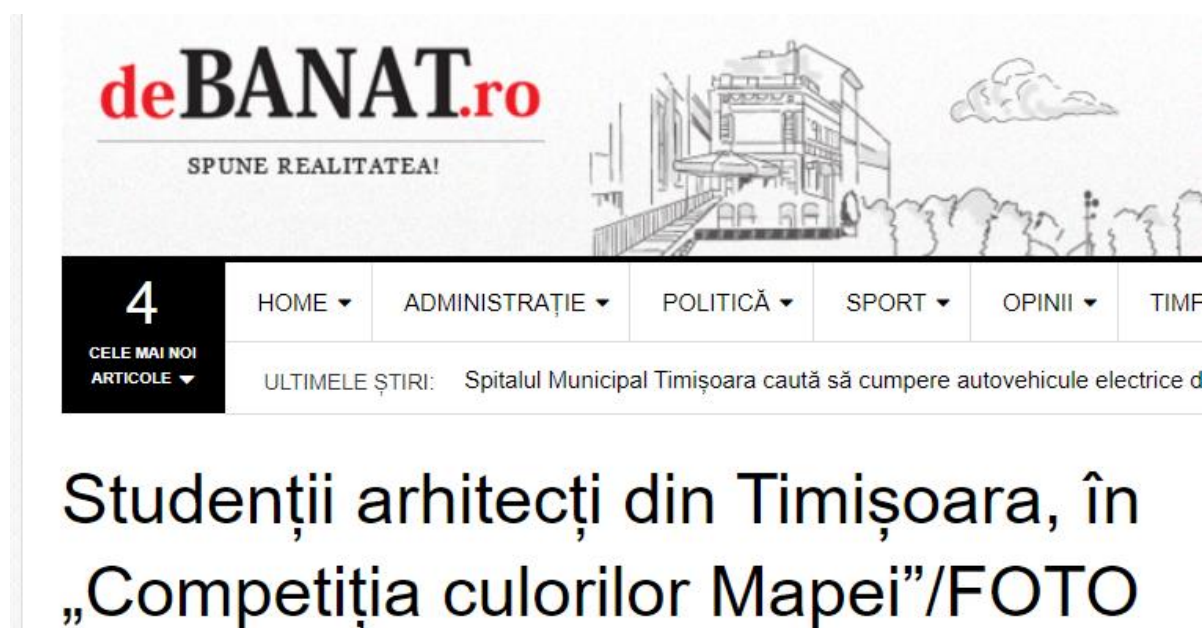 deBANAT.ro
SPUNE REALITATEA!
4
CELE MAI NOI
ARTICOLE
HOME
ADMINISTRAȚIE
POLITICĂ
SPORT
OPINII
ULTIMELE ȘTIRI: Spitalul Municipal Timișoara caută să cumpere autovehicule electrice
Studenții arhitecți din Timișoara, în
„Competiția culorilor Mapei”/FOTO